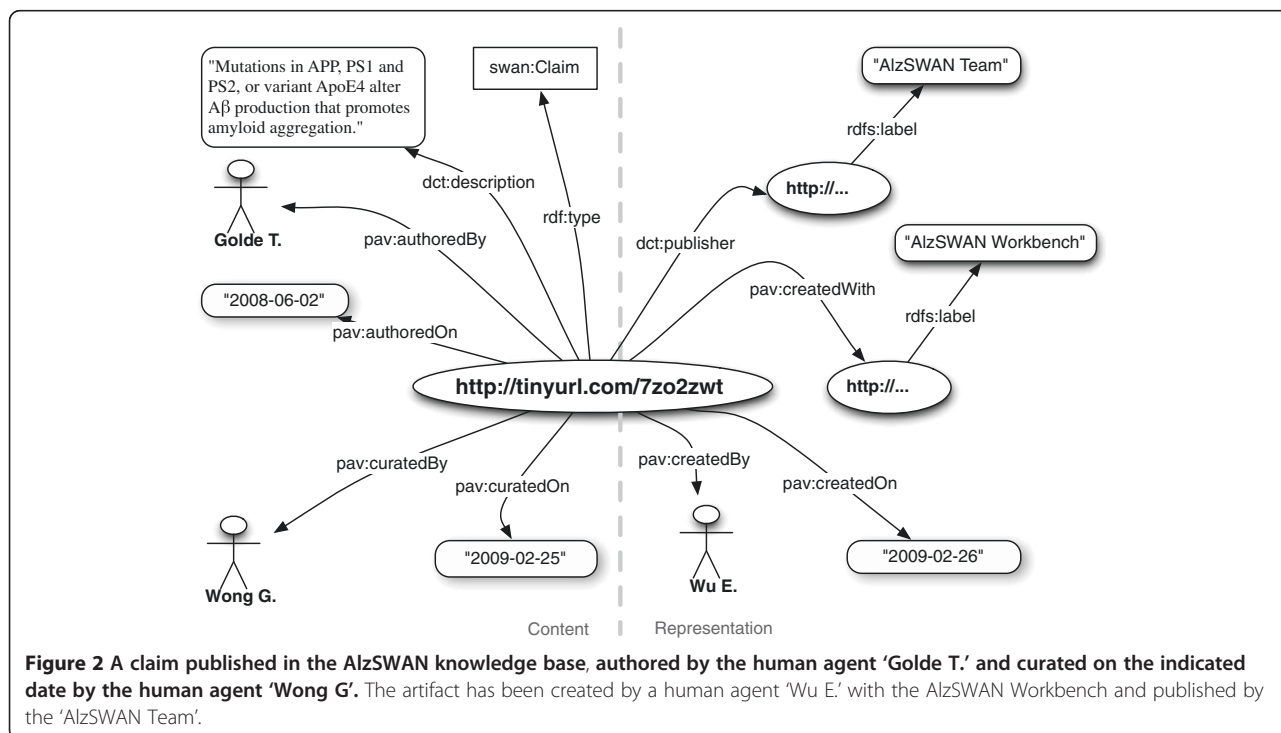 "Mutations in APP, PS1 and
PS2, or variant ApoE4 alter
Aβ production that promotes
amyloid aggregation."
swan:Claim
"AlzSWAN Team"
rdfs:label
dct:description
http://...
Golde T.
pav:authoredBy
rdf:type
dct:publisher
"AlzSWAN Workbench"
pav:createdWith
"2008-06-02"
rdfs:label
pav:authoredOn
http://tinyurl.com/7zo2zwt
http://...
pav:curatedBy
pav:createdBy
pav:curatedOn
pav:createdOn
"2009-02-25"
"2009-02-26"
Wong G.
Wu E.
Content
Representation
Figure 2 A claim published in the AlzSWAN knowledge base, authored by the human agent ‘Golde T.’ and curated on the indicated
date by the human agent ‘Wong G’. The artifact has been created by a human agent ‘Wu E.’ with the AlzSWAN Workbench and published by
the ‘AlzSWAN Team’.